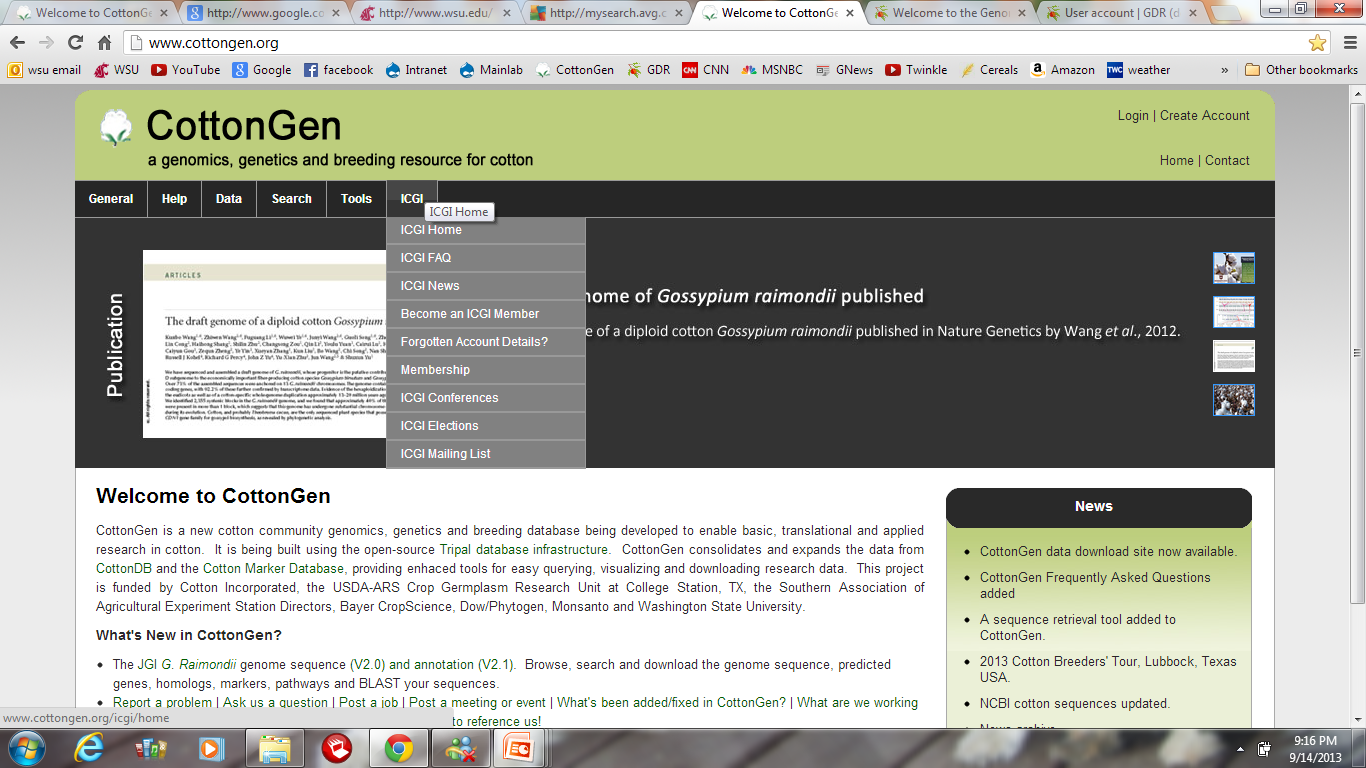 Welcome to CottonGe
http://www.google.co
http://www.wsu.edu/
http://mysearch.avg.c
Welcome to CottonGe
Welcome to the Geno
User account | GDR (d
www.cottongen.org
wsu email
WSU
YouTube
Google
facebook
Intranet
Mainlab
CottonGen
GDR
CNN
MSNBC
GNews
Twinkle
Cereals
Amazon
weather
»
Other bookmarks
CottonGen
a genomics, genetics and breeding resource for cotton
Login | Create Account
Home | Contact
General
Help
Data
Search
Tools
ICGI
ICGI Home
ICGI Home
ICGI FAQ
ICGI News
Become an ICGI Member
Forgotten Account Details?
Membership
ICGI Conferences
ICGI Elections
ICGI Mailing List
Publication
ARTICLES
The draft genome of a diploid cotton Gossypium
nome of Gossypium raimondii published
e of a diploid cotton Gossypium raimondii published in Nature Genetics by Wang et al., 2012.
Welcome to CottonGen
CottonGen is a new cotton community genomics, genetics and breeding database being developed to enable basic, translational and applied
research in cotton. It is being built using the open-source Tripal database infrastructure. CottonGen consolidates and expands the data from
CottonDB and the Cotton Marker Database, providing enhaced tools for easy querying, visualizing and downloading research data. This project
is funded by Cotton Incorporated, the USDA-ARS Crop Germplasm Research Unit at College Station, TX, the Southern Association of
Agricultural Experiment Station Directors, Bayer CropScience, Dow/Phytogen, Monsanto and Washington State University.
What's New in CottonGen?
The JGI G. Raimondii genome sequence (V2.0) and annotation (V2.1). Browse, search and download the genome sequence, predicted
genes, homologs, markers, pathways and BLAST your sequences.
Report a problem | Ask us a question | Post a job | Post a meeting or event | What's been added/fixed in CottonGen? | What are we working
to reference us!
News
CottonGen data download site now available.
CottonGen Frequently Asked Questions
added
A sequence retrieval tool added to
CottonGen.
2013 Cotton Breeders' Tour, Lubbock, Texas
USA.
NCBI cotton sequences updated.
News archive
www.cottongen.org/icgi/home
9:16 PM
9/14/2013